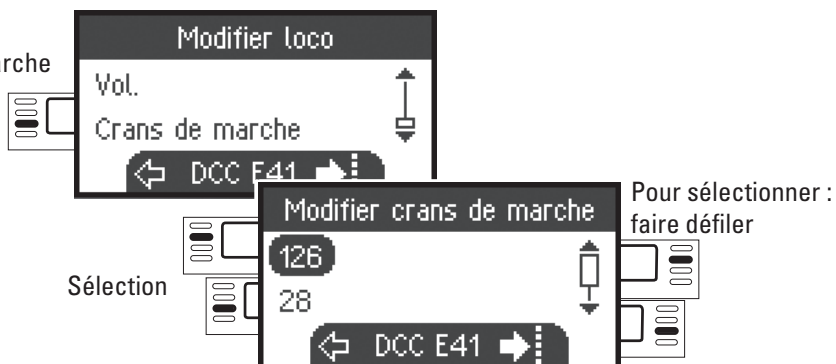 Modifier loco
Vol.
Crans de marche
DCC E41
Modifier crans de marche
126
28
DCC E41
Sélection
Pour sélectionner :
faire défiler